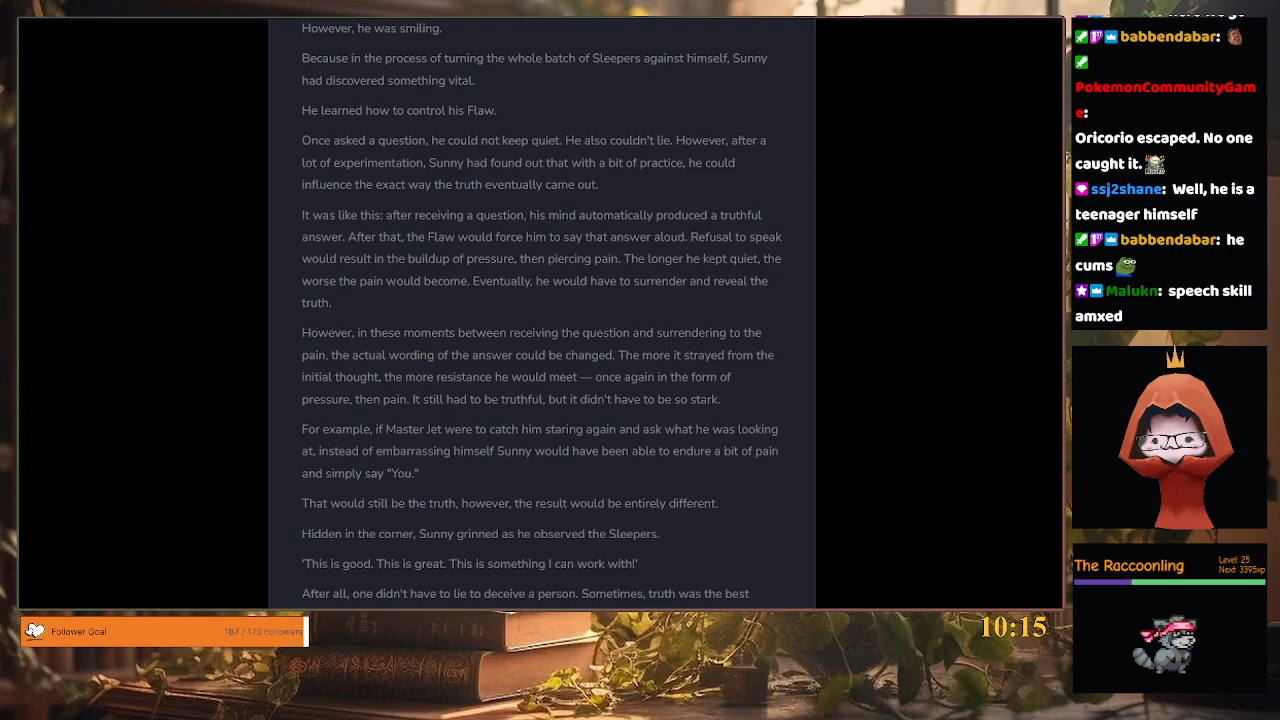 However, he was smiling.
Because in the process of turning the whole batch of Sleepers against himself, Sunny
had discovered something vital.
He learned how to control his Flaw.
Once asked a question, he could not keep quiet. He also couldn't lie. However, after a
lot of experimentation, Sunny had found out that with a bit of practice, he could
influence the exact way the truth eventually came out.
It was like this: after receiving a question, his mind automatically produced a truthful
answer. After that, the Flaw would force him to say that answer aloud. Refusal to speak
would result in the buildup of pressure, then piercing pain. The longer he kept quiet, the
worse the pain would become. Eventually, he would have to surrender and reveal the
truth.
However, in these moments between receiving the question and surrendering to the
pain, the actual wording of the answer could be changed. The more it strayed from the
initial thought, the more resistance he would meet — once again in the form of
pressure, then pain. It still had to be truthful, but it didn't have to be so stark.
For example, if Master Jet were to catch him staring again and ask what he was looking
at, instead of embarrassing himself Sunny would have been able to endure a bit of pain
and simply say "You."
That would still be the truth, however, the result would be entirely different.
Hidden in the corner, Sunny grinned as he observed the Sleepers.
'This is good. This is great. This is something I can work with!'
After all, one didn't have to lie to deceive a person. Sometimes, truth was the best
babbendabar:
PokemonCommunityGam
e:
Oricorio escaped. No one
caught it.
ssj2shane: Well, he is a
teenager himself
babbendabar: he
cums
Malukn: speech skill
amxed
The Raccoonling
Level: 25
Next: 3395xp
Follower Goal
167 / 170 Followers
10:15